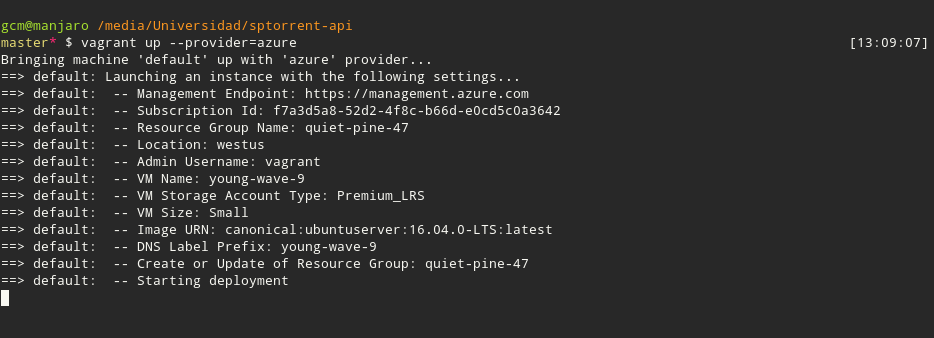 gcm@manjaro /media/Universidad/sptorrent-api
master* $ vagrant up --provider=azure [13:09:07]
Bringing machine 'default' up with 'azure' provider...
==> default: Launching an instance with the following settings...
==> default:  -- Management Endpoint: https://management.azure.com
==> default:  -- Subscription Id: f7a3d5a8-52d2-4f8c-b66d-e0cd5c0a3642
==> default:  -- Resource Group Name: quiet-pine-47
==> default:  -- Location: westus
==> default:  -- Admin Username: vagrant
==> default:  -- VM Name: young-wave-9
==> default:  -- VM Storage Account Type: Premium_LRS
==> default:  -- VM Size: Small
==> default:  -- Image URN: canonical:ubuntuserver:16.04.0-LTS:latest
==> default:  -- DNS Label Prefix: young-wave-9
==> default:  -- Create or Update of Resource Group: quiet-pine-47
==> default:  -- Starting deployment